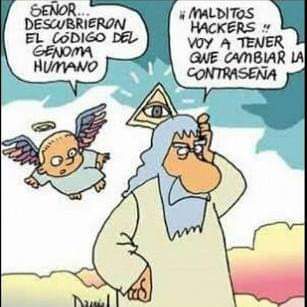 SEÑOR...
DESCUBRIERON
EL CÓDIGO DEL
GENOMA
HUMANO
¡¡MALDITOS
HACKERS!!
VOY A TENER
QUE CAMBIAR LA
CONTRASEÑA